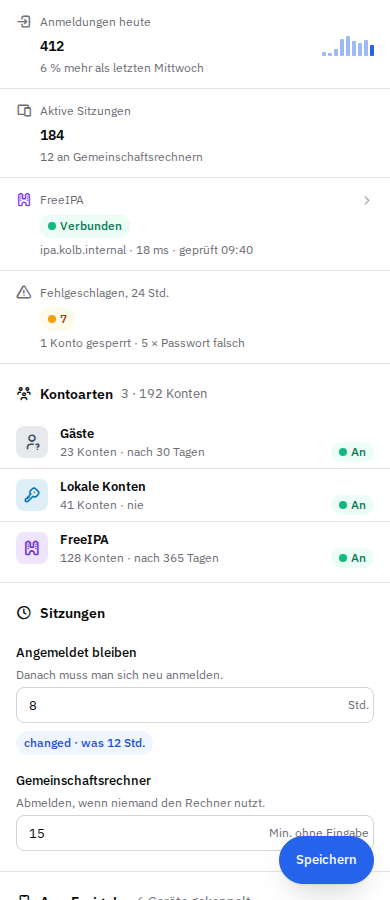 Anmeldungen heute
412
6 % mehr als letzten Mittwoch
Aktive Sitzungen
184
12 an Gemeinschaftsrechnern
FreeIPA
Verbunden
ipa.kolb.internal · 18 ms · geprüft 09:40
Fehlgeschlagen, 24 Std.
7
1 Konto gesperrt · 5 × Passwort falsch
Kontoarten 3 · 192 Konten
Gäste
23 Konten · nach 30 Tagen
An
Lokale Konten
41 Konten · nie
An
FreeIPA
128 Konten · nach 365 Tagen
An
Sitzungen
Angemeldet bleiben
Danach muss man sich neu anmelden.
8 Std.
changed · was 12 Std.
Gemeinschaftsrechner
Abmelden, wenn niemand den Rechner nutzt.
15 Min. ohne Eingabe
Speichern